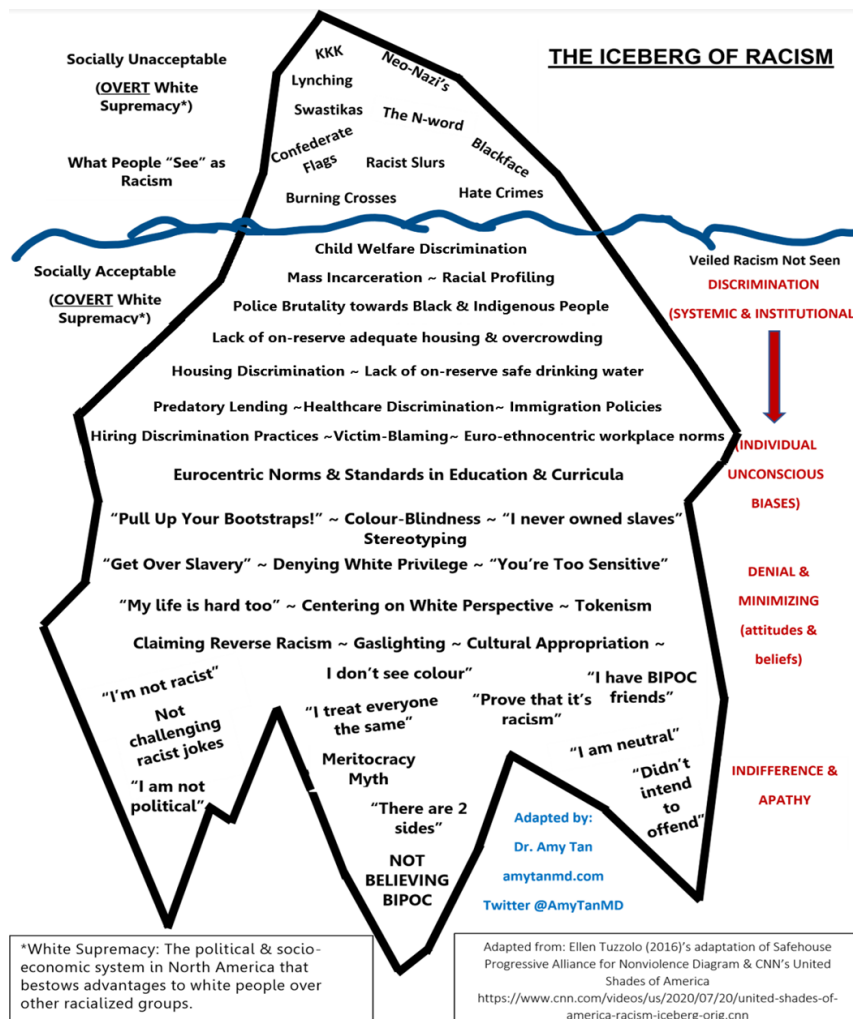 THE ICEBERG OF RACISM
Socially Unacceptable
(OVERT White
Supremacy*)
What People “See” as
Racism
KKK
Neo-Nazi’s
Lynching
Swastikas
The N-word
Confederate
Flags
Racist Slurs
Blackface
Burning Crosses
Hate Crimes
Socially Acceptable
(COVERT White
Supremacy*)
Veiled Racism Not Seen
DISCRIMINATION
(SYSTEMIC & INSTITUTIONAL
(INDIVIDUAL
UNCONSCIOUS
BIASES)
DENIAL &
MINIMIZING
(attitudes &
beliefs)
INDIFFERENCE &
APATHY
Child Welfare Discrimination
Mass Incarceration ~ Racial Profiling
Police Brutality towards Black & Indigenous People
Lack of on-reserve adequate housing & overcrowding
Housing Discrimination ~ Lack of on-reserve safe drinking water
Predatory Lending ~Healthcare Discrimination~ Immigration Policies
Hiring Discrimination Practices ~Victim-Blaming~ Euro-ethnocentric workplace norms
Eurocentric Norms & Standards in Education & Curricula
“Pull Up Your Bootstraps!” ~ Colour-Blindness ~ “I never owned slaves”
Stereotyping
“Get Over Slavery” ~ Denying White Privilege ~ “You’re Too Sensitive”
“My life is hard too” ~ Centering on White Perspective ~ Tokenism
Claiming Reverse Racism ~ Gaslighting ~ Cultural Appropriation ~
“I’m not racist”
Not
challenging
racist jokes
“I am not
political”
I don’t see colour”
“I treat everyone
the same”
Meritocracy
Myth
“There are 2
sides”
NOT
BELIEVING
BIPOC
“Prove that it’s
racism”
“I have BIPOC
friends”
“I am neutral”
“Didn’t
intend
to
offend”
Adapted by:
Dr. Amy Tan
amytanmd.com
Twitter @AmyTanMD
*White Supremacy: The political & socio-
economic system in North America that
bestows advantages to white people over
other racialized groups.
Adapted from: Ellen Tuzzolo (2016)’s adaptation of Safehouse
Progressive Alliance for Nonviolence Diagram & CNN’s United
Shades of America
https://www.cnn.com/videos/us/2020/07/20/united-shades-of-
america-racism-iceberg-orig.cnn